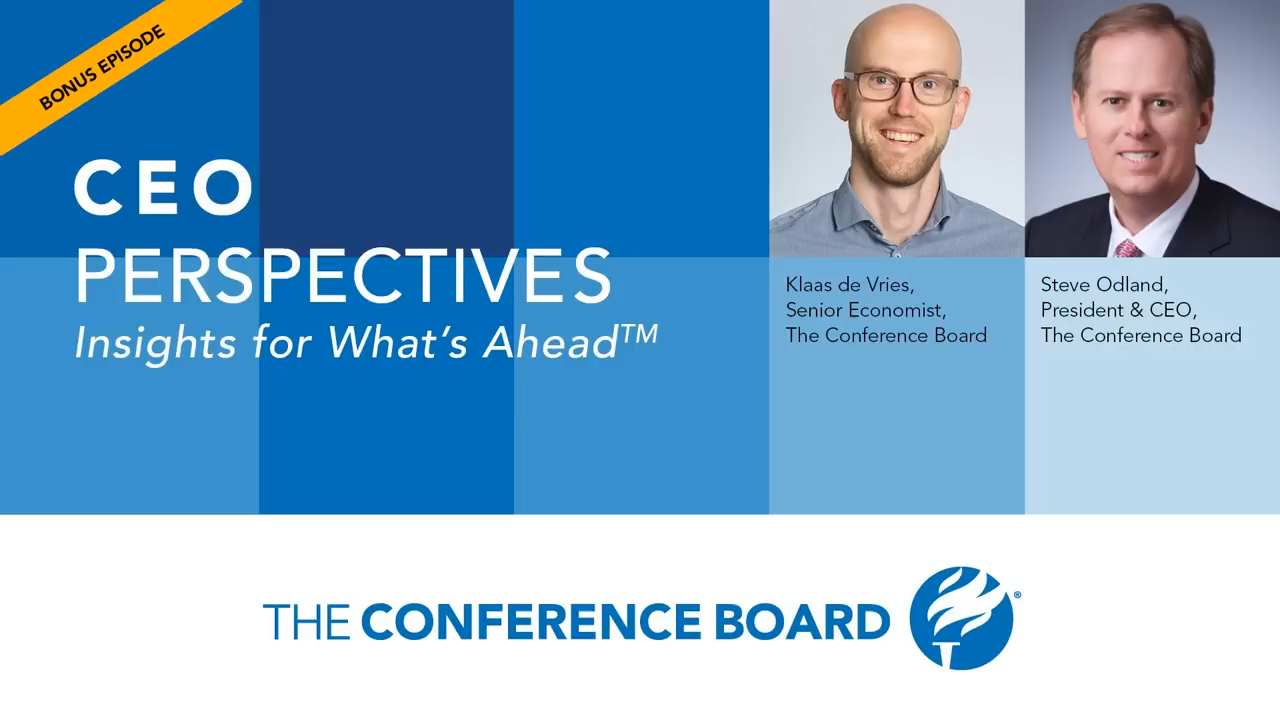 BONUS EPISODE
CEO
PERSPECTIVES
Insights for What's Ahead™
Klaas de Vries,
Senior Economist,
The Conference Board
Steve Odland,
President & CEO,
The Conference Board
THE CONFERENCE BOARD ®